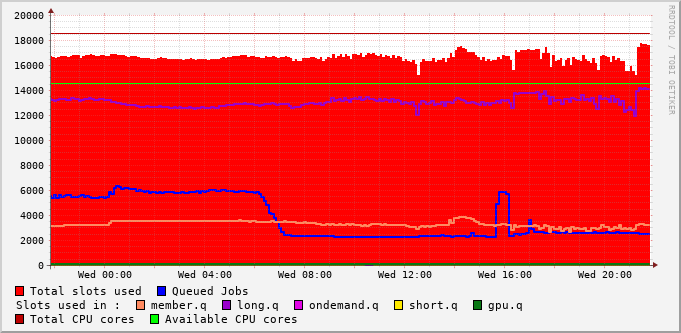 20000
18000
16000
14000
12000
10000
8000
6000
4000
2000
0
Wed 00:00 Wed 04:00 Wed 08:00 Wed 12:00 Wed 16:00 Wed 20:00
RRDTOOL / TOBI OETIKER
Total slots used Queued Jobs
Slots used in : member.q long.q ondemand.q short.q gpu.q
Total CPU cores Available CPU cores